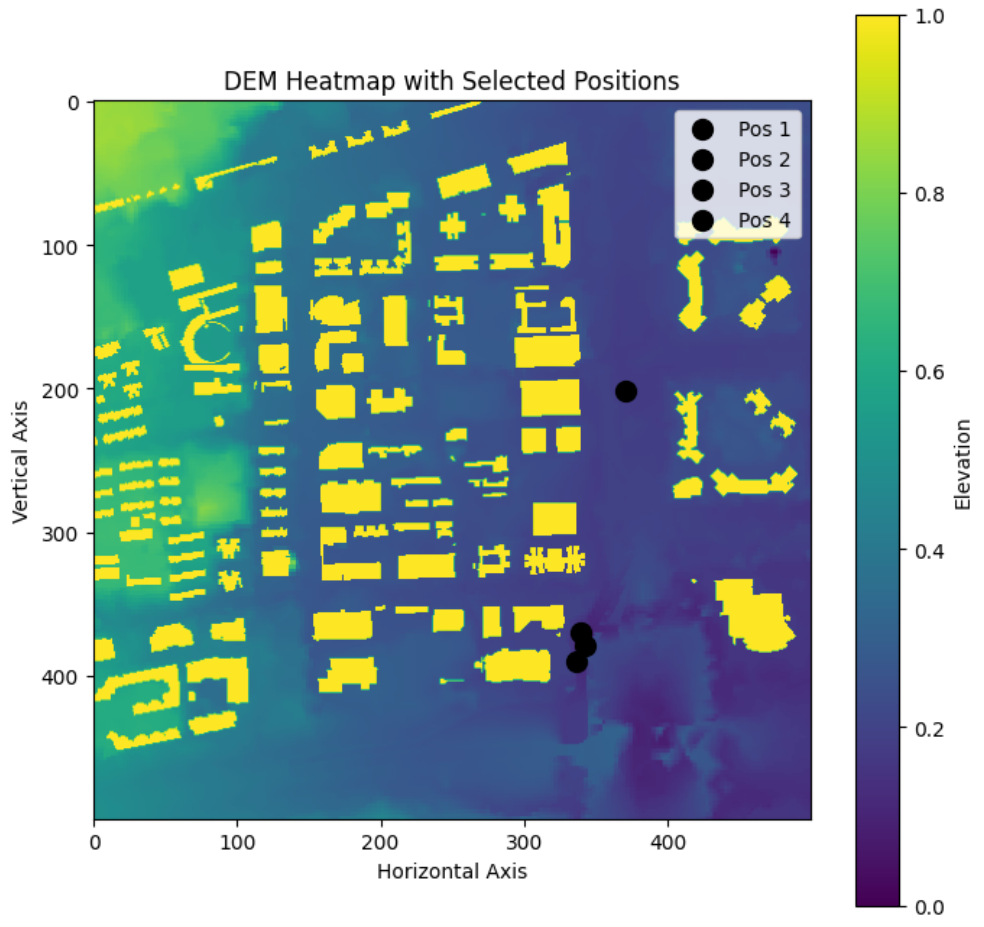 DEM Heatmap with Selected Positions
Pos 1
Pos 2
Pos 3
Pos 4
0
100
200
300
400
Vertical Axis
0
100
200
300
400
Horizontal Axis
1.0
0.8
0.6
0.4
0.2
0.0
Elevation